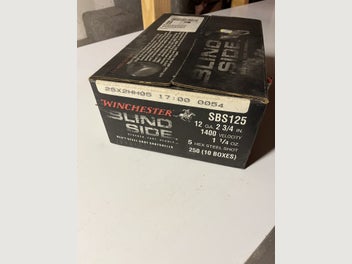 BLIND
SIDE
2SX2HH05 17:00 0054
WINCHESTER
BLIND
SIDE
SBS125
12 GA. 2 3/4 IN
1400 VELOCITY
1 1/4 OZ
5 HEX STEEL SHOT
250 (10 BOXES)